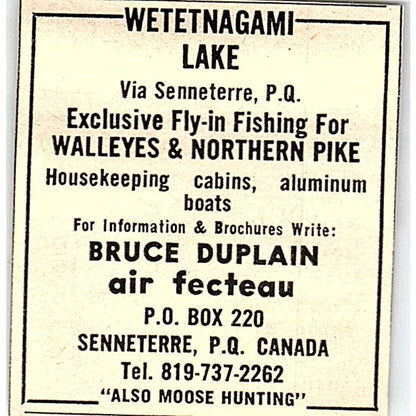 WETETNAGAMI
LAKE
Via Senneterre, P.Q.
Exclusive Fly-in Fishing For
WALLEYES & NORTHERN PIKE
Housekeeping cabins, aluminum
boats
For Information & Brochures Write:
BRUCE DUPLAIN
air fecteau
P.O. BOX 220
SENNETERRE, P.Q. CANADA
Tel. 819-737-2262
"ALSO MOOSE HUNTING"